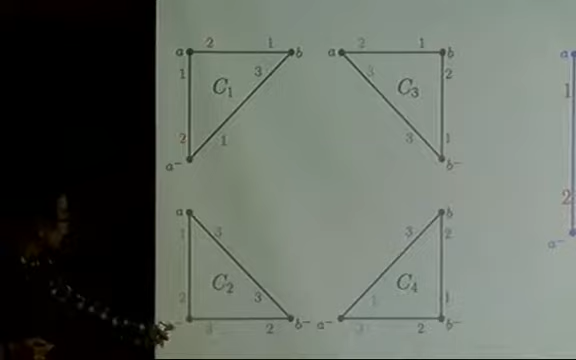 a 2 1 b
a 2 1 b
a
1 3
3 2
1
C₁
C₃
2 1
3 1
2
a⁻
b⁻
a⁻
a b
1 3
3 2
C₂
C₄
2 3
1 1
3 2 b⁻
a⁻ 2 b⁻